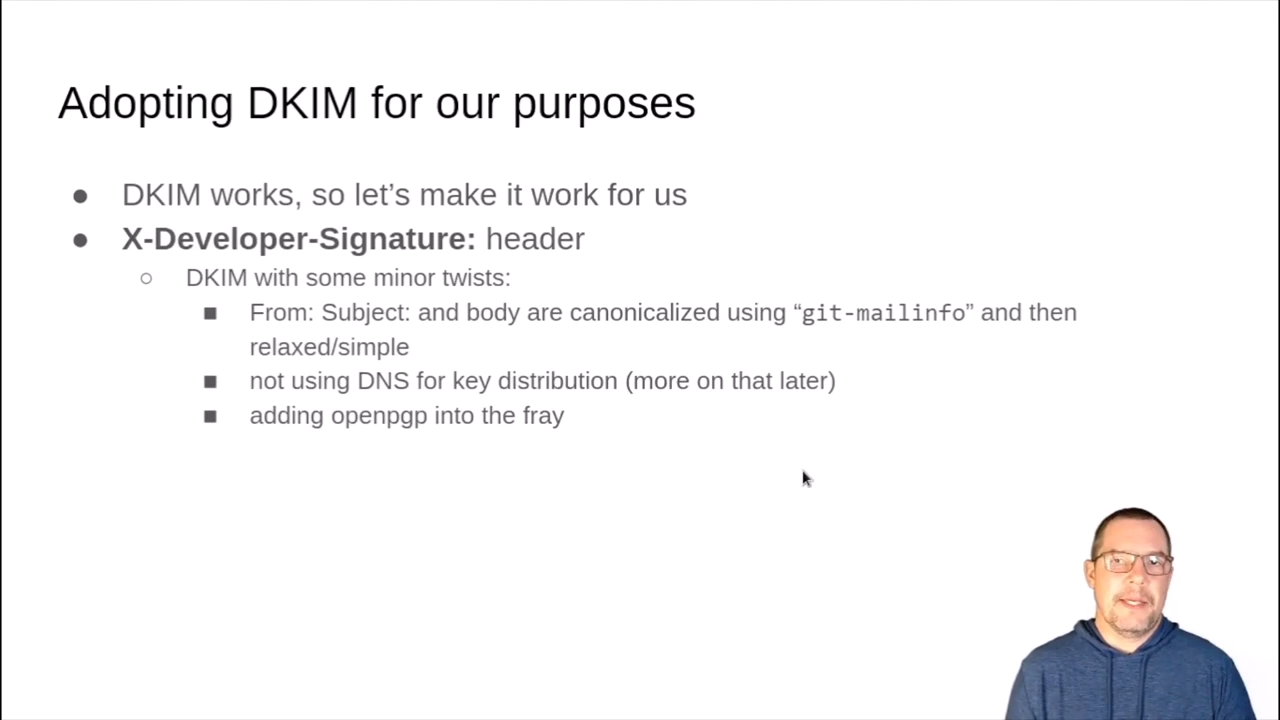 Adopting DKIM for our purposes
● DKIM works, so let’s make it work for us
● X-Developer-Signature: header
○ DKIM with some minor twists:
■ From: Subject: and body are canonicalized using “git-mailinfo” and then
relaxed/simple
■ not using DNS for key distribution (more on that later)
■ adding openpgp into the fray